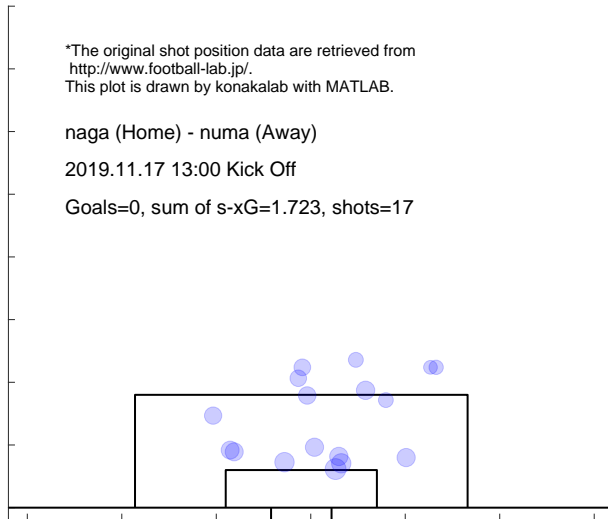 *The original shot position data are retrieved from
http://www.football-lab.jp/.
This plot is drawn by konakalab with MATLAB.
naga (Home) - numa (Away)
2019.11.17 13:00 Kick Off
Goals=0, sum of s-xG=1.723, shots=17